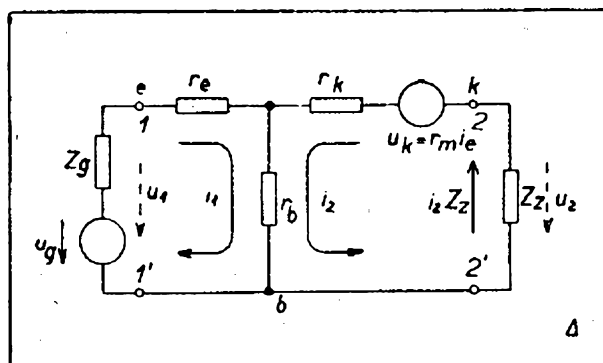 e r_e r_k k
1 2
u_k = r_m i_e
Z_g u_1 i_1 r_b i_2 i_2 Z_z Z_z u_2
u_g
1' b 2'
Δ